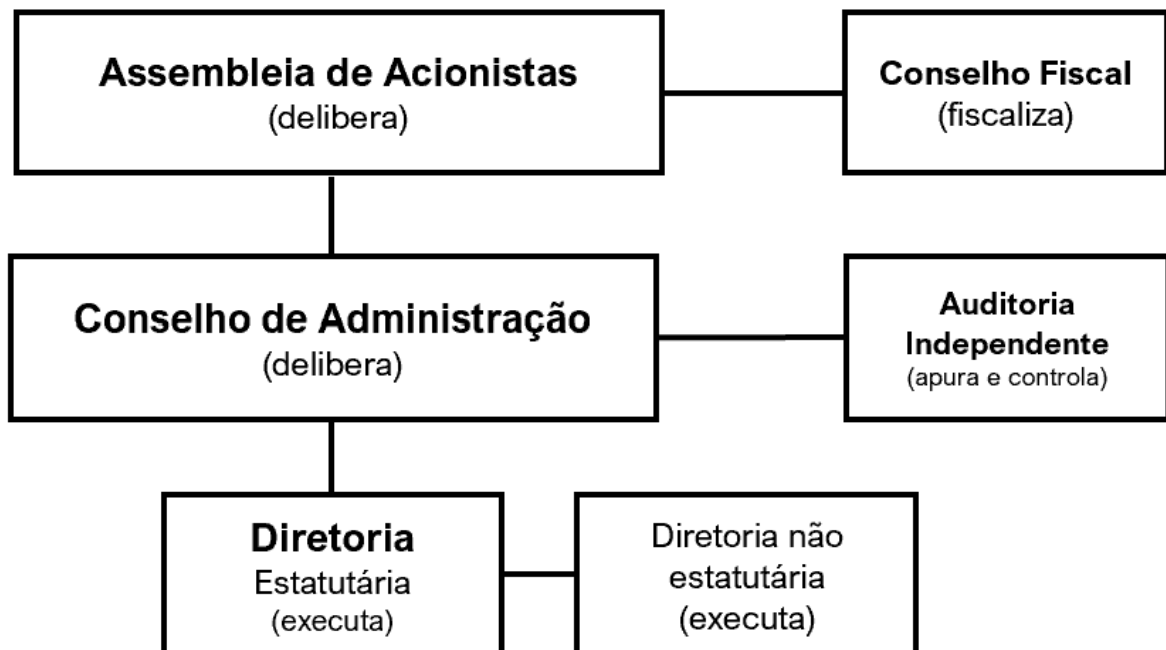 Assembleia de Acionistas
(delibera)
Conselho Fiscal
(fiscaliza)
Conselho de Administração
(delibera)
Auditoria
Independente
(apura e controla)
Diretoria
Estatutária
(executa)
Diretoria não
estatutária
(executa)